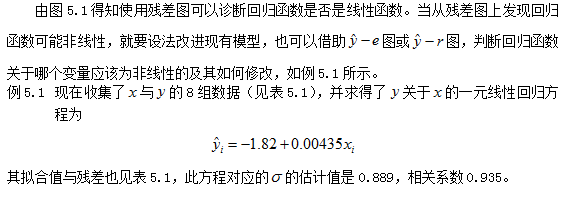 由图 5.1 得知使用残差图可以诊断回归函数是否是线性函数。当从残差图上发现回归
函数可能非线性，就要设法改进现有模型，也可以借助 ŷ−e 图或 ŷ−r 图，判断回归函数
关于哪个变量应该为非线性的及其如何修改，如例 5.1 所示。
例 5.1 现在收集了 x 与 y 的 8 组数据（见表 5.1），并求得了 y 关于 x 的一元线性回归方
程为
ŷᵢ = −1.82 + 0.00435xᵢ
其拟合值与残差也见表 5.1，此方程对应的 σ 的估计值是 0.889，相关系数 0.935。